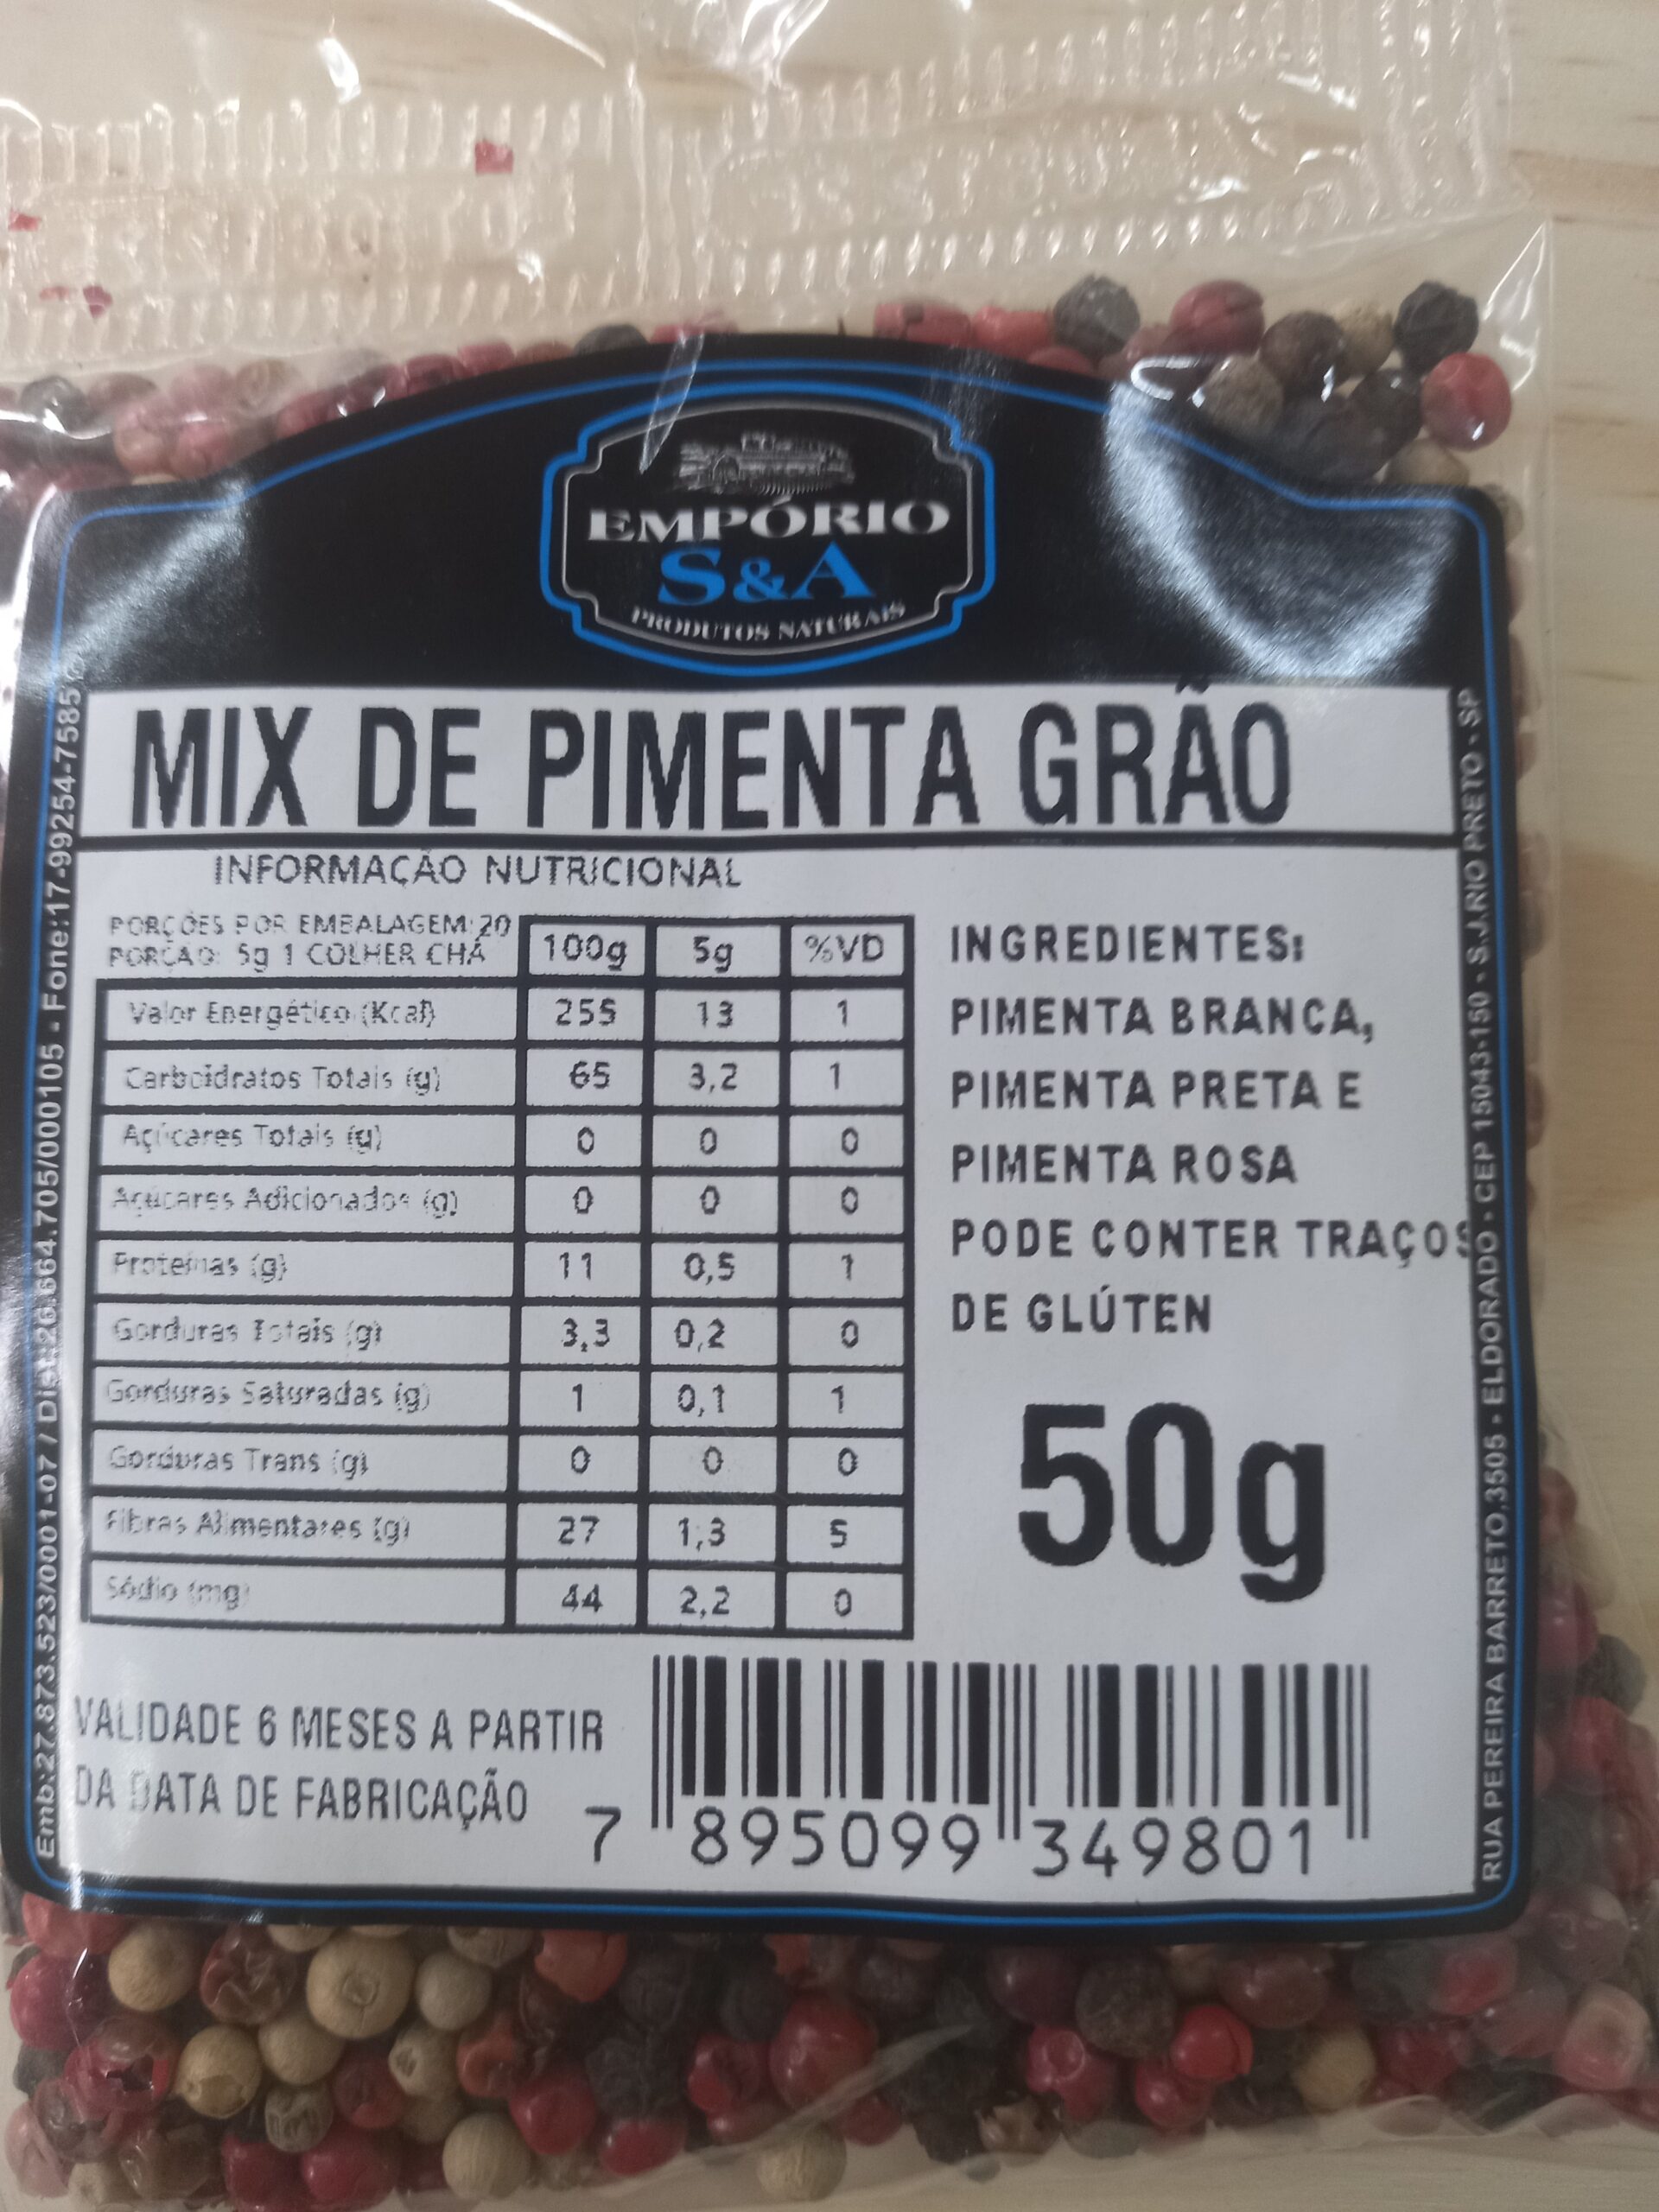 EMPÓRIO
S&A
PRODUTOS NATURAIS
MIX DE PIMENTA GRÃO
INFORMAÇÃO NUTRICIONAL
PORÇÕES POR EMBALAGEM:20
PORÇÃO: 5g 1 COLHER CHÁ
100g 5g %VD
Valor Energético (Kcal) 255 13 1
Carboidratos Totais (g) 65 3,2 1
Açúcares Totais (g) 0 0 0
Açúcares Adicionados (g) 0 0 0
Proteínas (g) 11 0,5 1
Gorduras Totais (g) 3,3 0,2 0
Gorduras Saturadas (g) 1 0,1 1
Gorduras Trans (g) 0 0 0
Fibras Alimentares (g) 27 1,3 5
Sódio (mg) 44 2,2 0
INGREDIENTES:
PIMENTA BRANCA,
PIMENTA PRETA E
PIMENTA ROSA
PODE CONTER TRAÇOS
DE GLÚTEN
50g
VALIDADE 6 MESES A PARTIR
DA DATA DE FABRICAÇÃO
7 895099 349801
Emb:27.873.523/0001-07 / Dist:26.664.705/000105 - Fone:17-99254-7585
RUA PEREIRA BARRETO,3505 - ELDORADO - CEP 15043-150 - S.J.RIO PRETO - SP